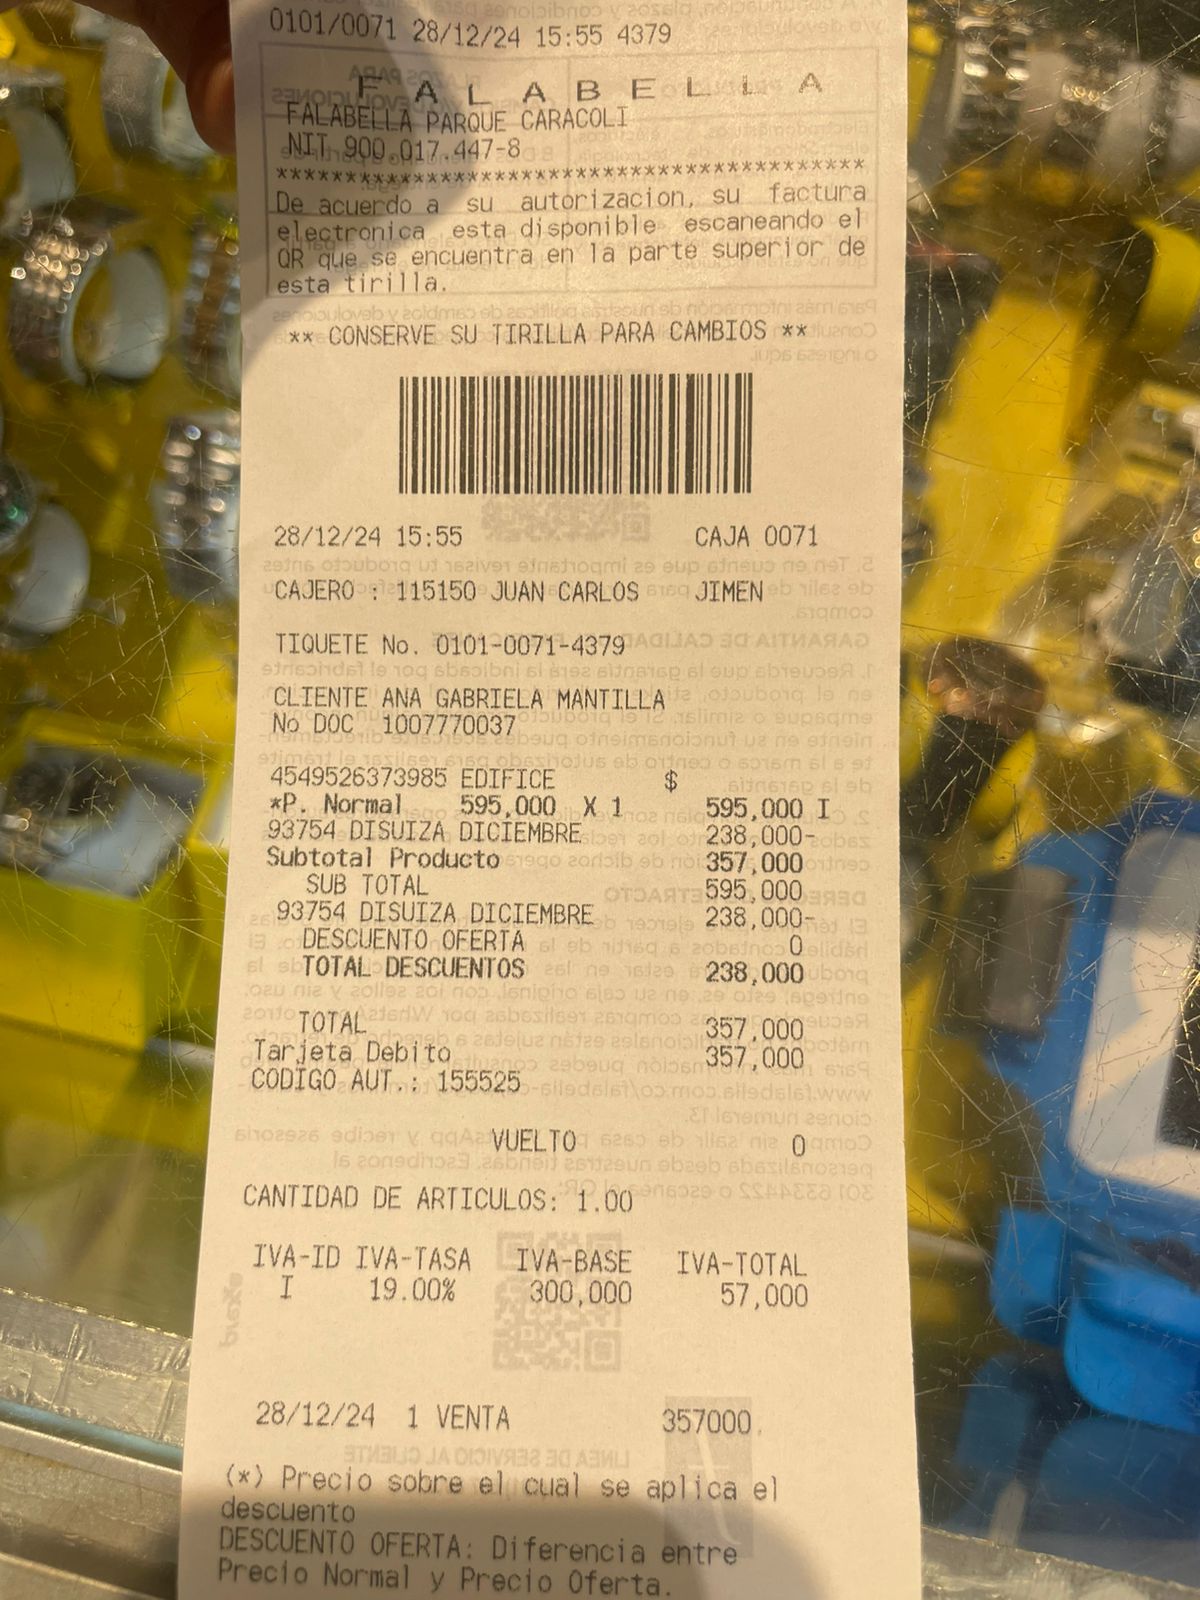 0101/0071 28/12/24 15:55 4379
F A L A B E L L A
FALABELLA PARQUE CARACOLI
NIT 900.017.447-8
De acuerdo a su autorizacion, su factura
electronica esta disponible escaneando el
QR que se encuentra en la parte superior de
esta tirilla.
** CONSERVE SU TIRILLA PARA CAMBIOS **
28/12/24 15:55 CAJA 0071
CAJERO : 115150 JUAN CARLOS JIMEN
TIQUETE No. 0101-0071-4379
CLIENTE ANA GABRIELA MANTILLA
No DOC 1007770037
4549526373985 EDIFICE $
*P. Normal 595,000 X 1 595,000 I
93754 DISUIZA DICIEMBRE 238,000-
Subtotal Producto 357,000
SUB TOTAL 595,000
93754 DISUIZA DICIEMBRE 238,000-
DESCUENTO OFERTA 0
TOTAL DESCUENTOS 238,000
TOTAL 357,000
Tarjeta Debito 357,000
CODIGO AUT.: 155525
VUELTO 0
CANTIDAD DE ARTICULOS: 1.00
IVA-ID IVA-TASA IVA-BASE IVA-TOTAL
I 19.00% 300,000 57,000
28/12/24 1 VENTA 357000.
(*) Precio sobre el cual se aplica el
descuento
DESCUENTO OFERTA: Diferencia entre
Precio Normal y Precio Oferta.